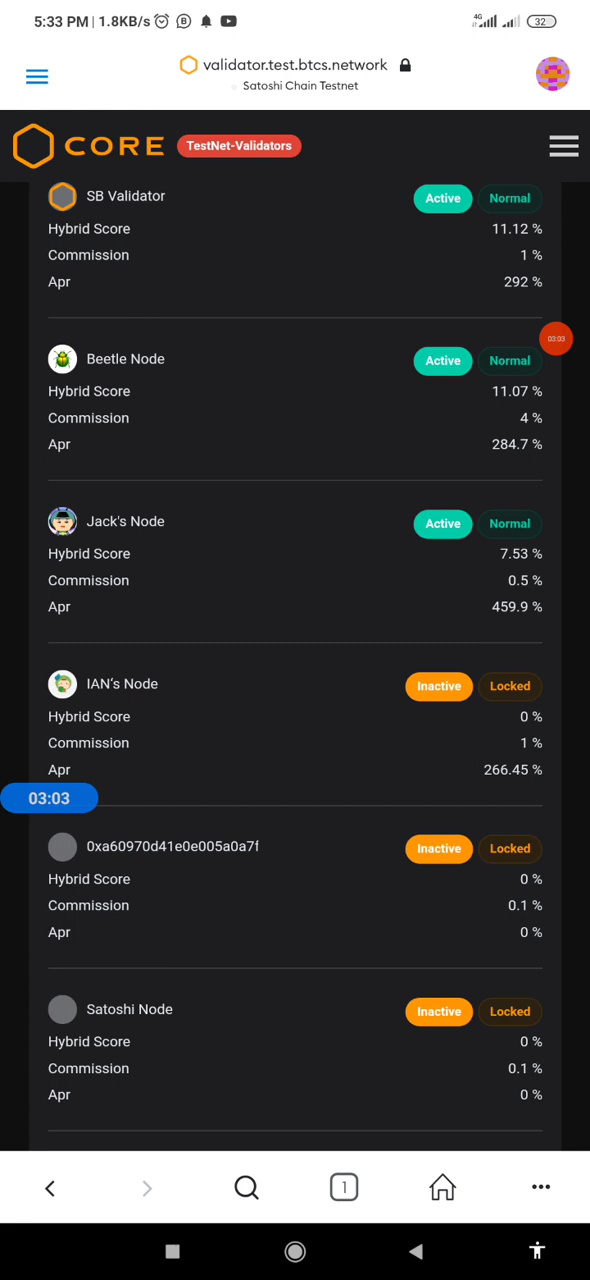 5:33 PM | 1.8KB/s
4G
32
validator.test.btcs.network
Satoshi Chain Testnet
CORE TestNet-Validators
SB Validator Active Normal
Hybrid Score 11.12 %
Commission 1 %
Apr 292 %
03:03
Beetle Node Active Normal
Hybrid Score 11.07 %
Commission 4 %
Apr 284.7 %
Jack's Node Active Normal
Hybrid Score 7.53 %
Commission 0.5 %
Apr 459.9 %
IAN's Node Inactive Locked
Hybrid Score 0 %
Commission 1 %
Apr 266.45 %
03:03
0xa60970d41e0e005a0a7f Inactive Locked
Hybrid Score 0 %
Commission 0.1 %
Apr 0 %
Satoshi Node Inactive Locked
Hybrid Score 0 %
Commission 0.1 %
Apr 0 %
1